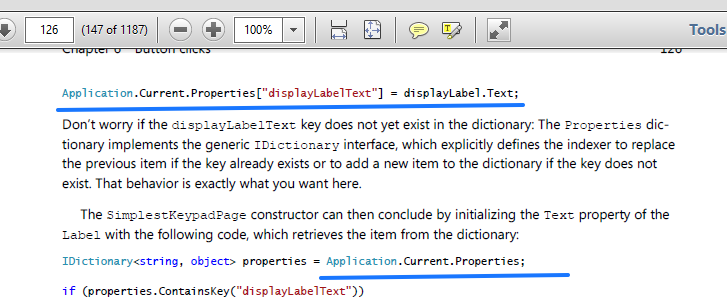 126 (147 of 1187) 100% Tools
Chapter 6 Button clicks 126
Application.Current.Properties["displayLabelText"] = displayLabel.Text;
Don't worry if the displayLabelText key does not yet exist in the dictionary: The Properties dic-
tionary implements the generic IDictionary interface, which explicitly defines the indexer to replace
the previous item if the key already exists or to add a new item to the dictionary if the key does not
exist. That behavior is exactly what you want here.
The SimplestKeypadPage constructor can then conclude by initializing the Text property of the
Label with the following code, which retrieves the item from the dictionary:
IDictionary<string, object> properties = Application.Current.Properties;
if (properties.ContainsKey("displayLabelText"))